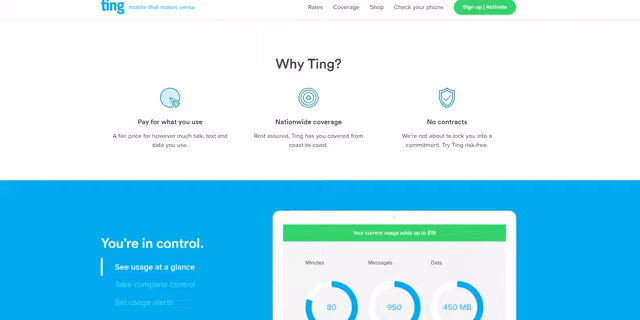 ting mobile that makes sense Rates Coverage Shop Check your phone Sign up | Activate
Why Ting?
Pay for what you use
A fair price for however much talk, text and
data you use.
Nationwide coverage
Rest assured, Ting has you covered from
coast-to-coast.
No contracts
We're not about to lock you into a
commitment. Try Ting risk-free.
You're in control.
See usage at a glance
Take complete control
Set usage alerts
Your current usage adds up to $18
Minutes Messages Data
80 950 450 MB